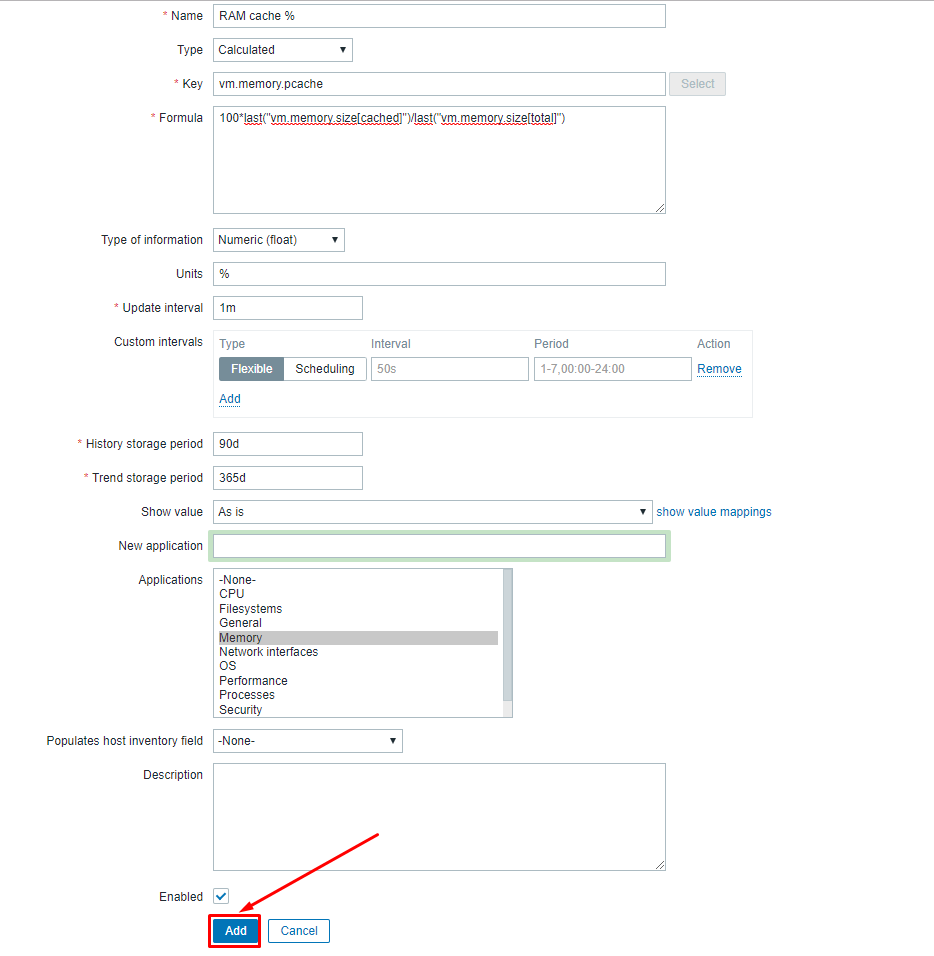 * Name RAM cache %
Type Calculated
* Key vm.memory.pcache Select
* Formula 100*last("vm.memory.size[cached]")/last("vm.memory.size[total]")
Type of information Numeric (float)
Units %
* Update interval 1m
Custom intervals Type Interval Period Action
Flexible Scheduling 50s 1-7,00:00-24:00 Remove
Add
* History storage period 90d
* Trend storage period 365d
Show value As is show value mappings
New application
Applications -None-
CPU
Filesystems
General
Memory
Network interfaces
OS
Performance
Processes
Security
Populates host inventory field -None-
Description
Enabled
Add Cancel